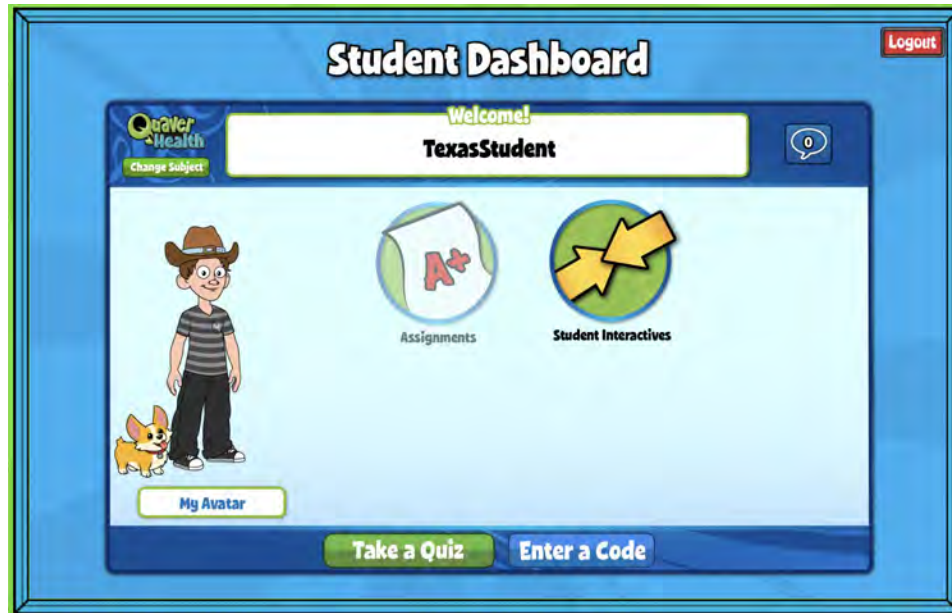 Student Dashboard
Logout
Quaver
Health
Change Subject
Welcome!
TexasStudent
0
A+
Assignments
Student Interactives
My Avatar
Take a Quiz
Enter a Code